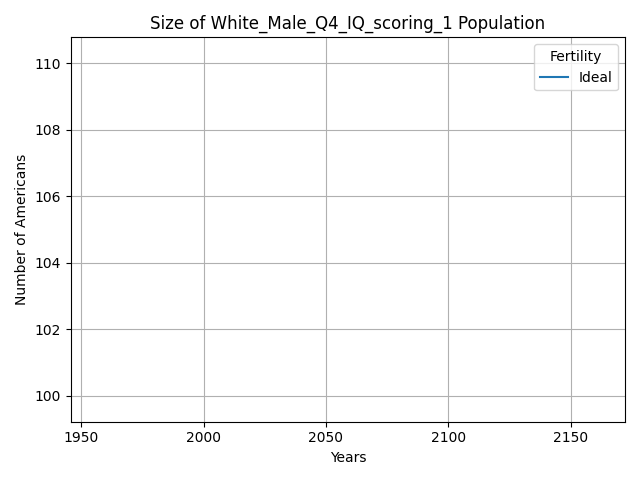 Size of White_Male_Q4_IQ_scoring_1 Population
Fertility
Ideal
Number of Americans
110
108
106
104
102
100
1950 2000 2050 2100 2150
Years